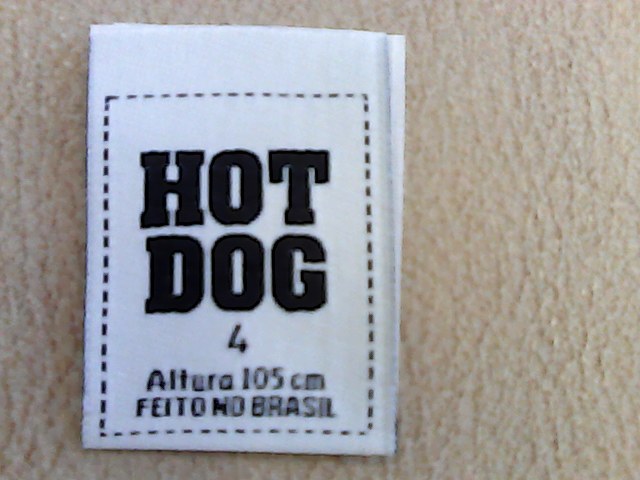 HOT
DOG
4
Altura 105 cm
FEITO NO BRASIL